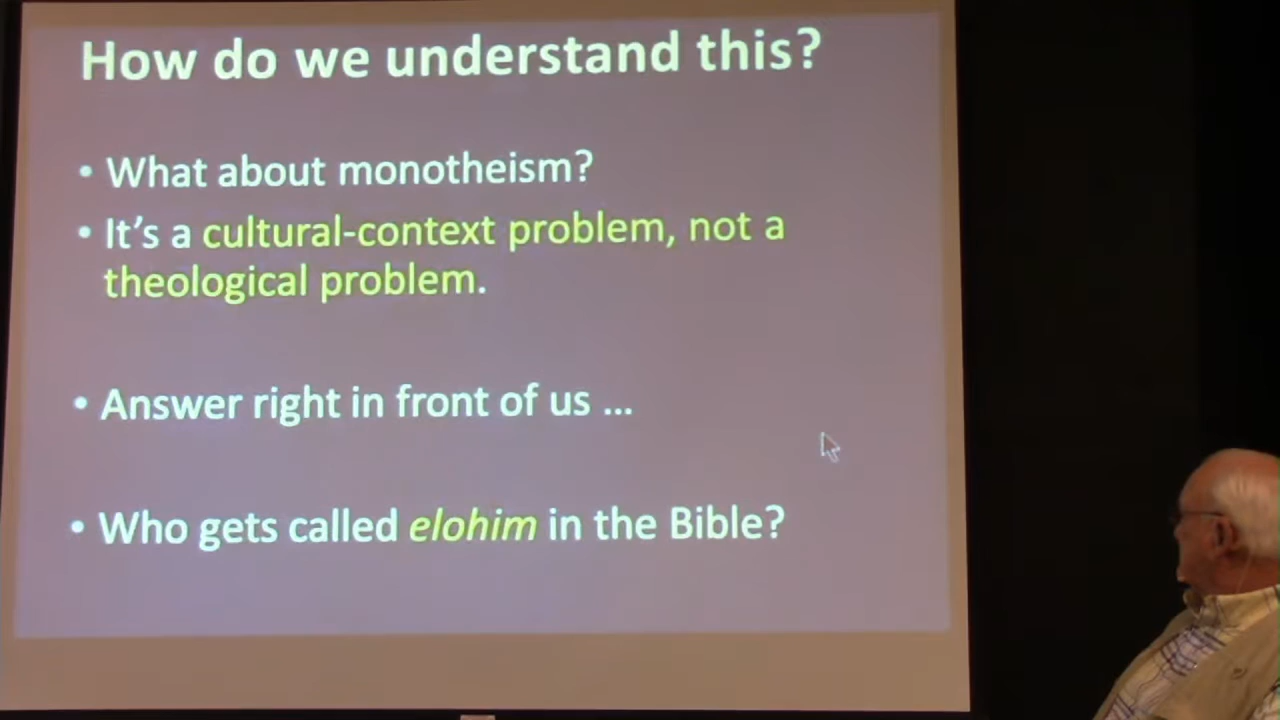 How do we understand this?
• What about monotheism?
• It's a cultural-context problem, not a
theological problem.
• Answer right in front of us ...
• Who gets called elohim in the Bible?